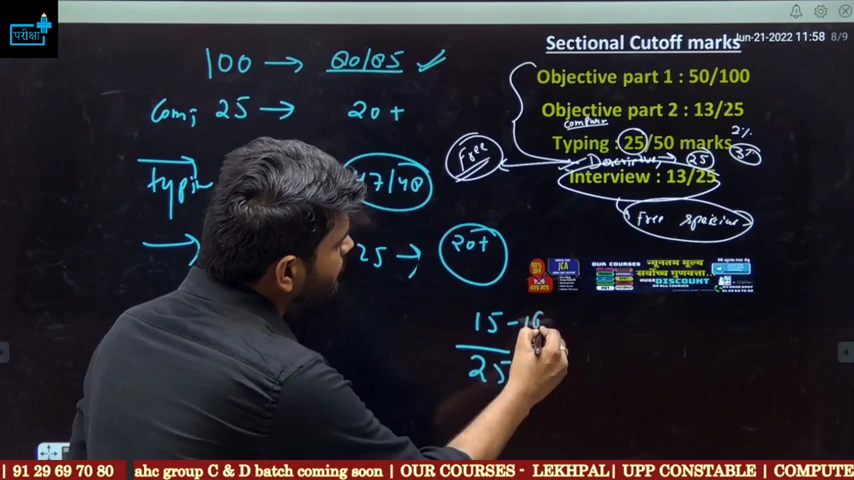 परीक्षा
Jun-21-2022 11:58 8/9
Sectional Cutoff marks
100 → 80/85 ✓
Objective part 1 : 50/100
Com; 25 → 20+
Objective part 2 : 13/25
computer
Typing : 25/50 marks
2%
Free
Descriptive → 25
typin
47/48
Interview : 13/25
free speking
25 → 20+
JCA
OUR COURSES न्यूनतम मूल्य
सर्वोच्च गुणवत्ता..
HUGE DISCOUNT
15-16
25
| 91 29 69 70 80 ahc group C & D batch coming soon | OUR COURSES - LEKHPAL| UPP CONSTABLE | COMPUTE